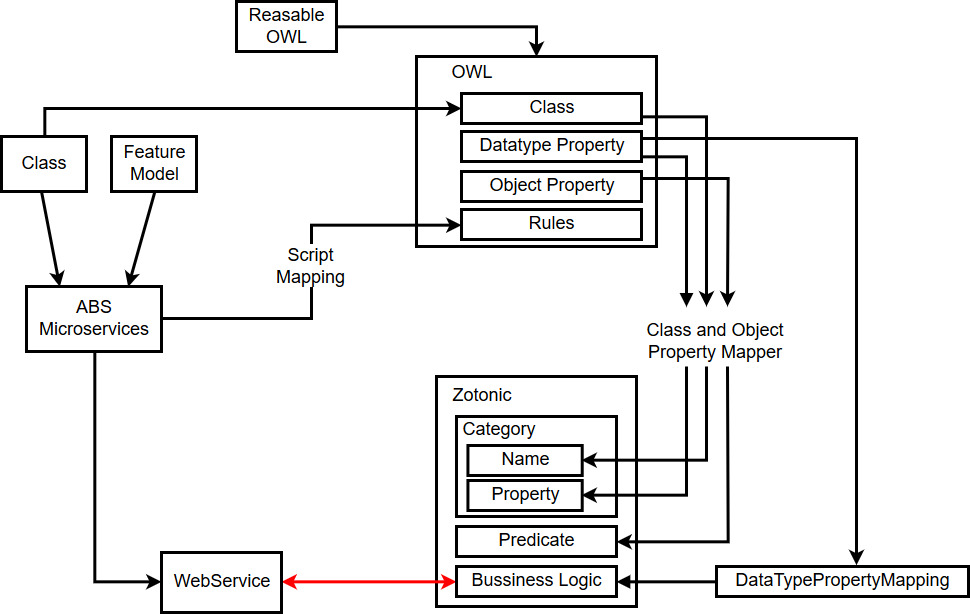 Reasable
OWL
OWL
Class
Datatype Property
Object Property
Rules
Class
Feature
Model
Script
Mapping
ABS
Microservices
Class and Object
Property Mapper
Zotonic
Category
Name
Property
Predicate
Bussiness Logic
WebService
DataTypePropertyMapping